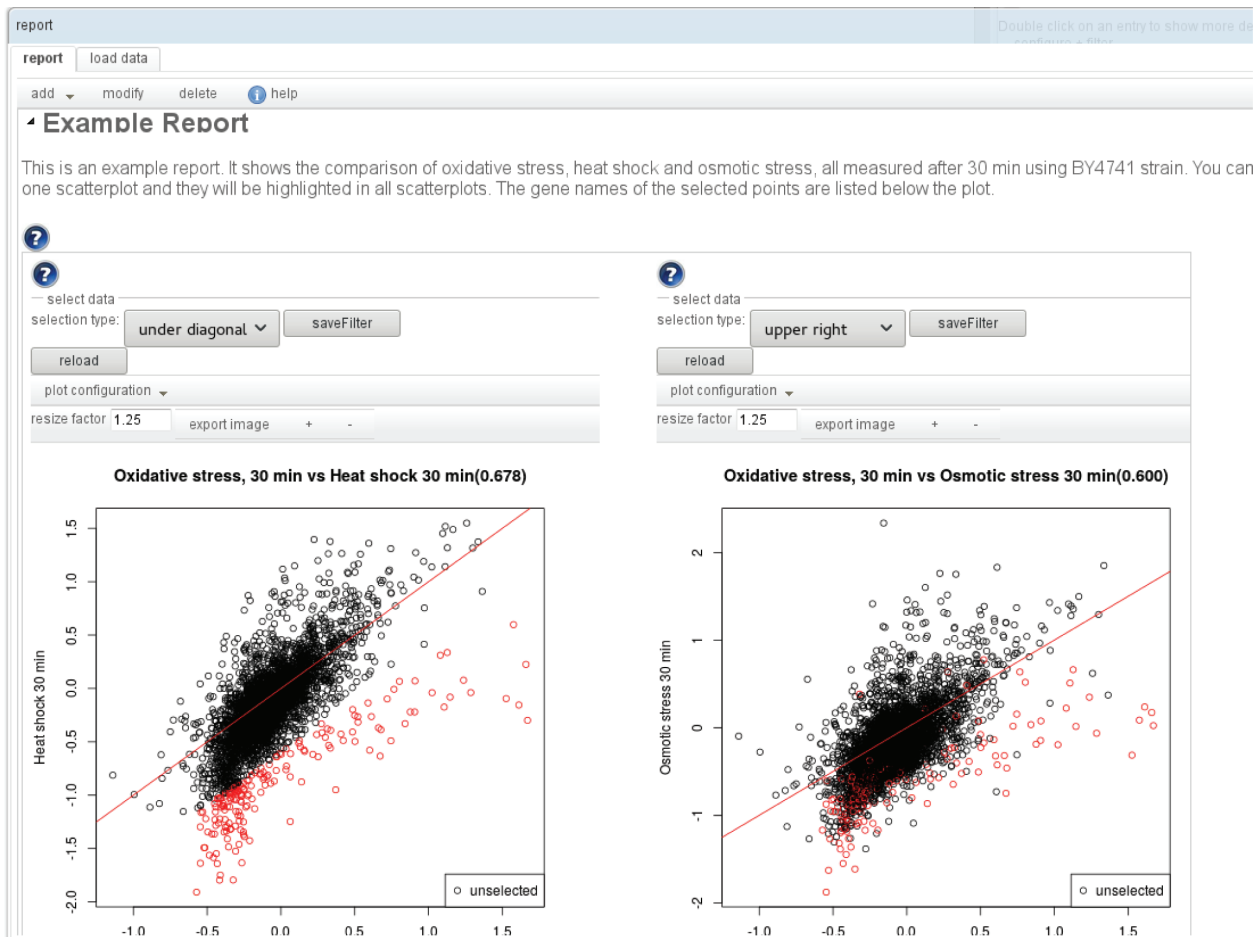 report
Double click on an entry to show more de
configure + filter
report load data
add modify delete help
Example Report
This is an example report. It shows the comparison of oxidative stress, heat shock and osmotic stress, all measured after 30 min using BY4741 strain. You can
one scatterplot and they will be highlighted in all scatterplots. The gene names of the selected points are listed below the plot.
select data
selection type: under diagonal saveFilter
reload
plot configuration
resize factor 1.25 export image + -
Oxidative stress, 30 min vs Heat shock 30 min(0.678)
Heat shock 30 min
1.5
1.0
0.5
0.0
-0.5
-1.0
-1.5
-2.0
unselected
-1.0 -0.5 0.0 0.5 1.0 1.5
select data
selection type: upper right saveFilter
reload
plot configuration
resize factor 1.25 export image + -
Oxidative stress, 30 min vs Osmotic stress 30 min(0.600)
Osmotic stress 30 min
2
1
0
-1
-2
unselected
-1.0 -0.5 0.0 0.5 1.0 1.5